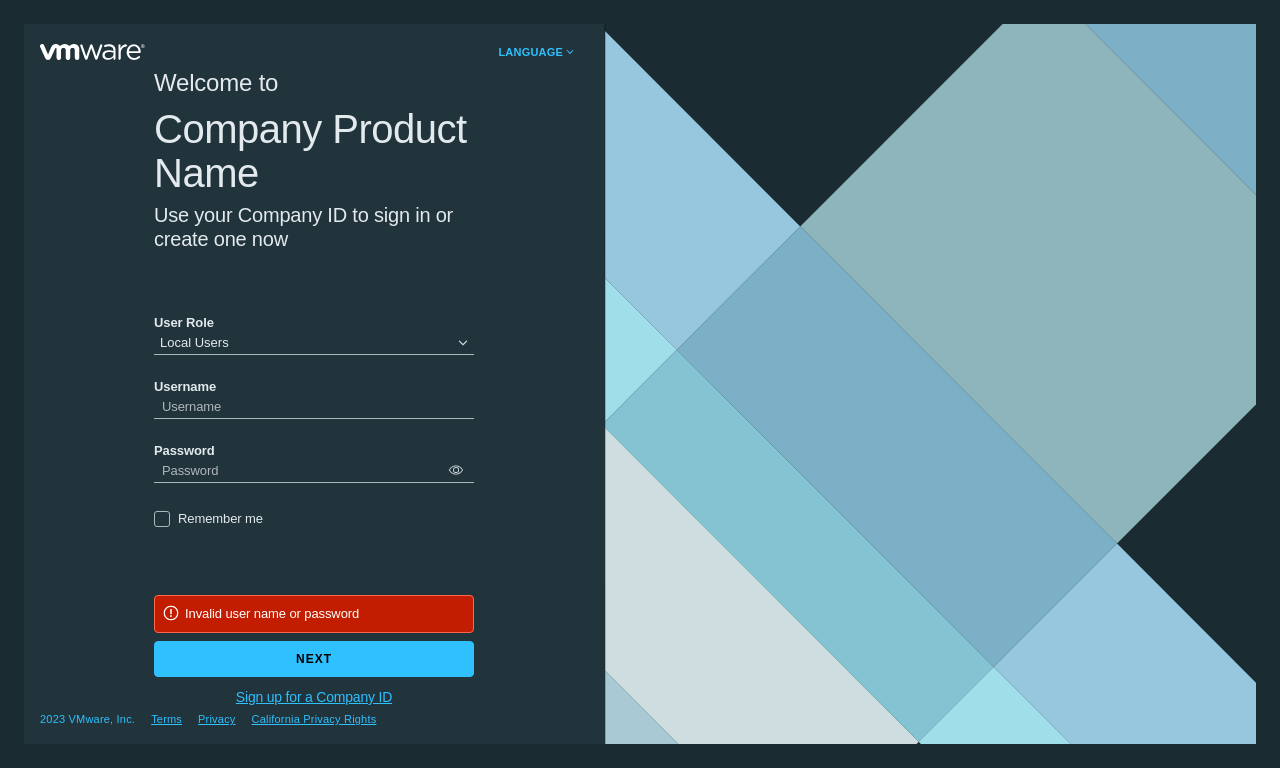 vmware®
LANGUAGE
Welcome to
Company Product
Name
Use your Company ID to sign in or
create one now
User Role
Local Users
Username
Username
Password
Password
Remember me
Invalid user name or password
NEXT
Sign up for a Company ID
2023 VMware, Inc. Terms Privacy California Privacy Rights